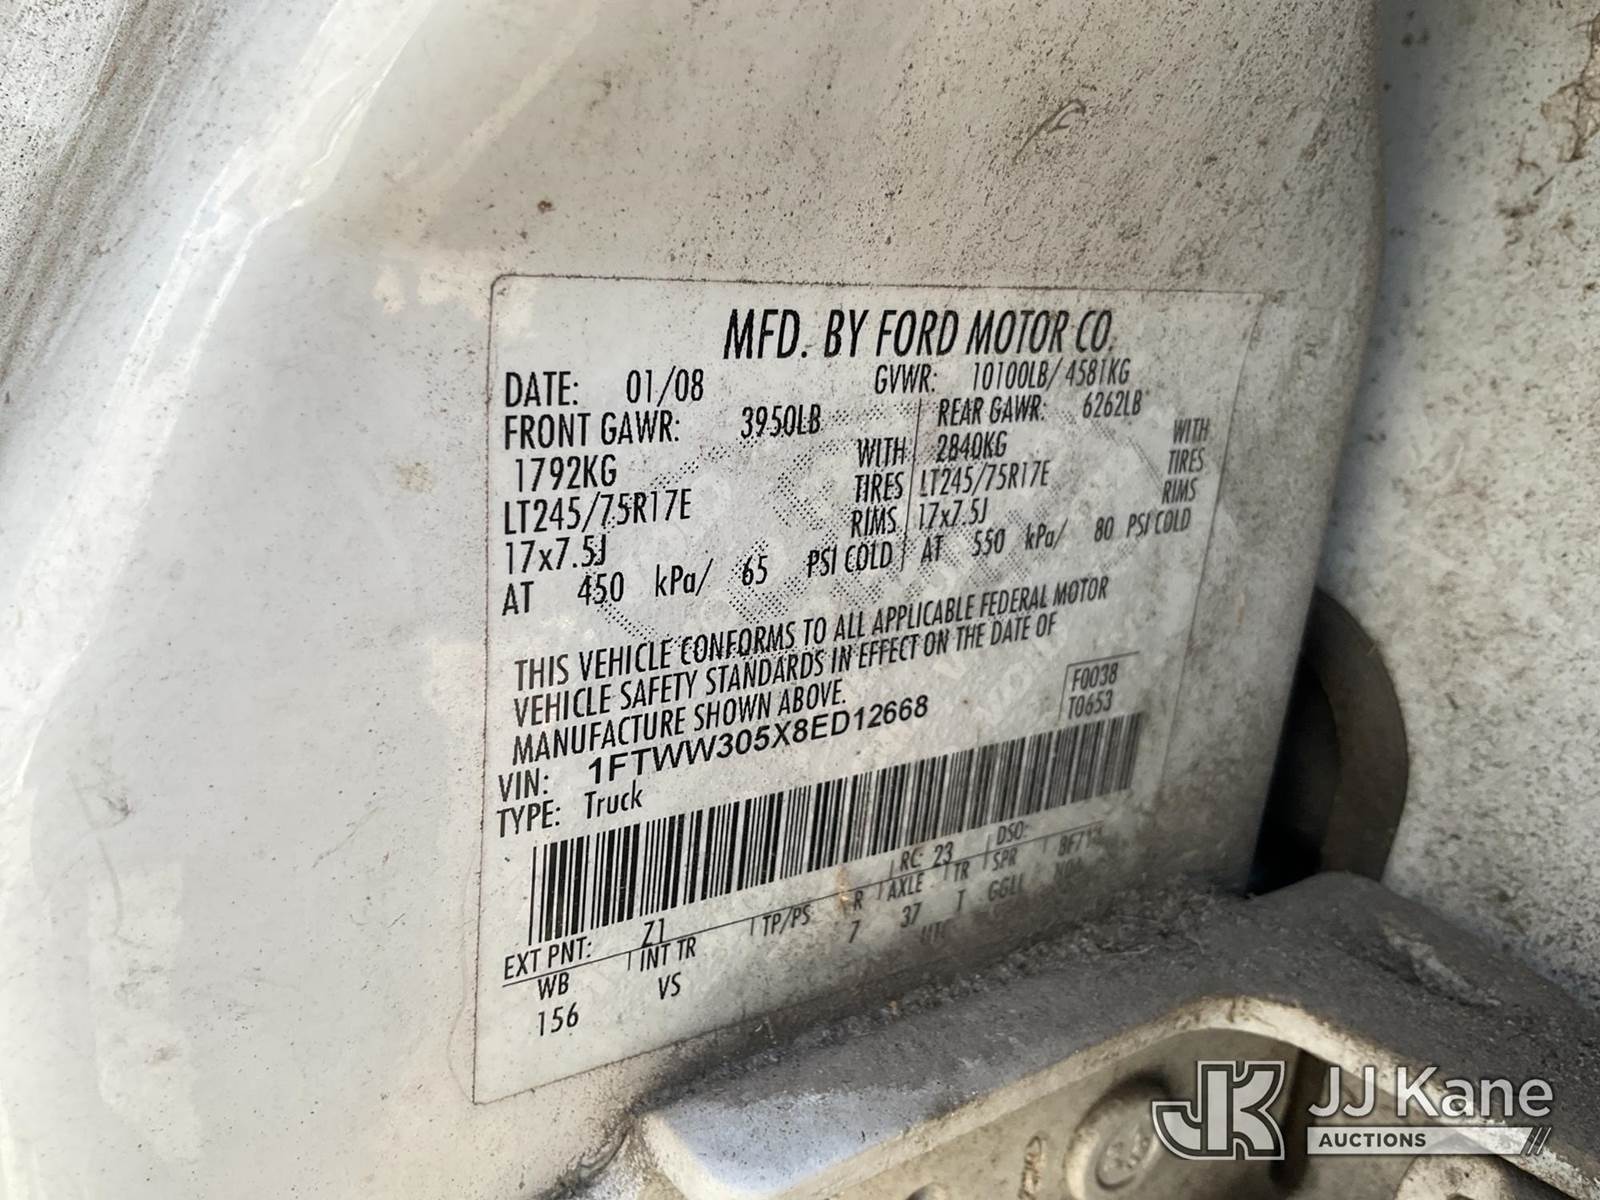 MFD. BY FORD MOTOR CO.
DATE: 01/08 GVWR: 10100LB/ 4581KG
FRONT GAWR: 3950LB REAR GAWR: 6262LB
1792KG WITH 2840KG WITH
LT245/75R17E TIRES LT245/75R17E TIRES
17x7.5J RIMS 17x7.5J RIMS
AT 450 kPa/ 65 PSI COLD AT 550 kPa/ 80 PSI COLD
THIS VEHICLE CONFORMS TO ALL APPLICABLE FEDERAL MOTOR
VEHICLE SAFETY STANDARDS IN EFFECT ON THE DATE OF
MANUFACTURE SHOWN ABOVE.
F0038
VIN: 1FTWW305X8ED12668 T0653
TYPE: Truck
EXT PNT: Z1 RC: 23 DSO:
WB INT TR TP/PS R AXLE TR SPR
156 VS 7 37 T GGLL
JJ Kane
AUCTIONS